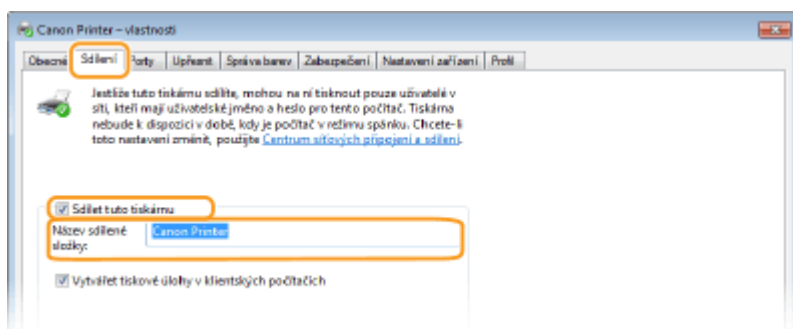 Canon Printer – vlastnosti
Obecné Sdílení Porty Upřesnit Správa barev Zabezpečení Nastavení zařízení Profil
Jestliže tuto tiskárnu sdílíte, mohou na ní tisknout pouze uživatelé v
síti, kteří mají uživatelské jméno a heslo pro tento počítač. Tiskárna
nebude k dispozici v době, kdy je počítač v režimu spánku. Chcete-li
toto nastavení změnit, použijte Centrum síťových připojení a sdílení.
Sdílet tuto tiskárnu
Název sdílené Canon Printer
složky:
Vytvářet tiskové úlohy v klientských počítačích